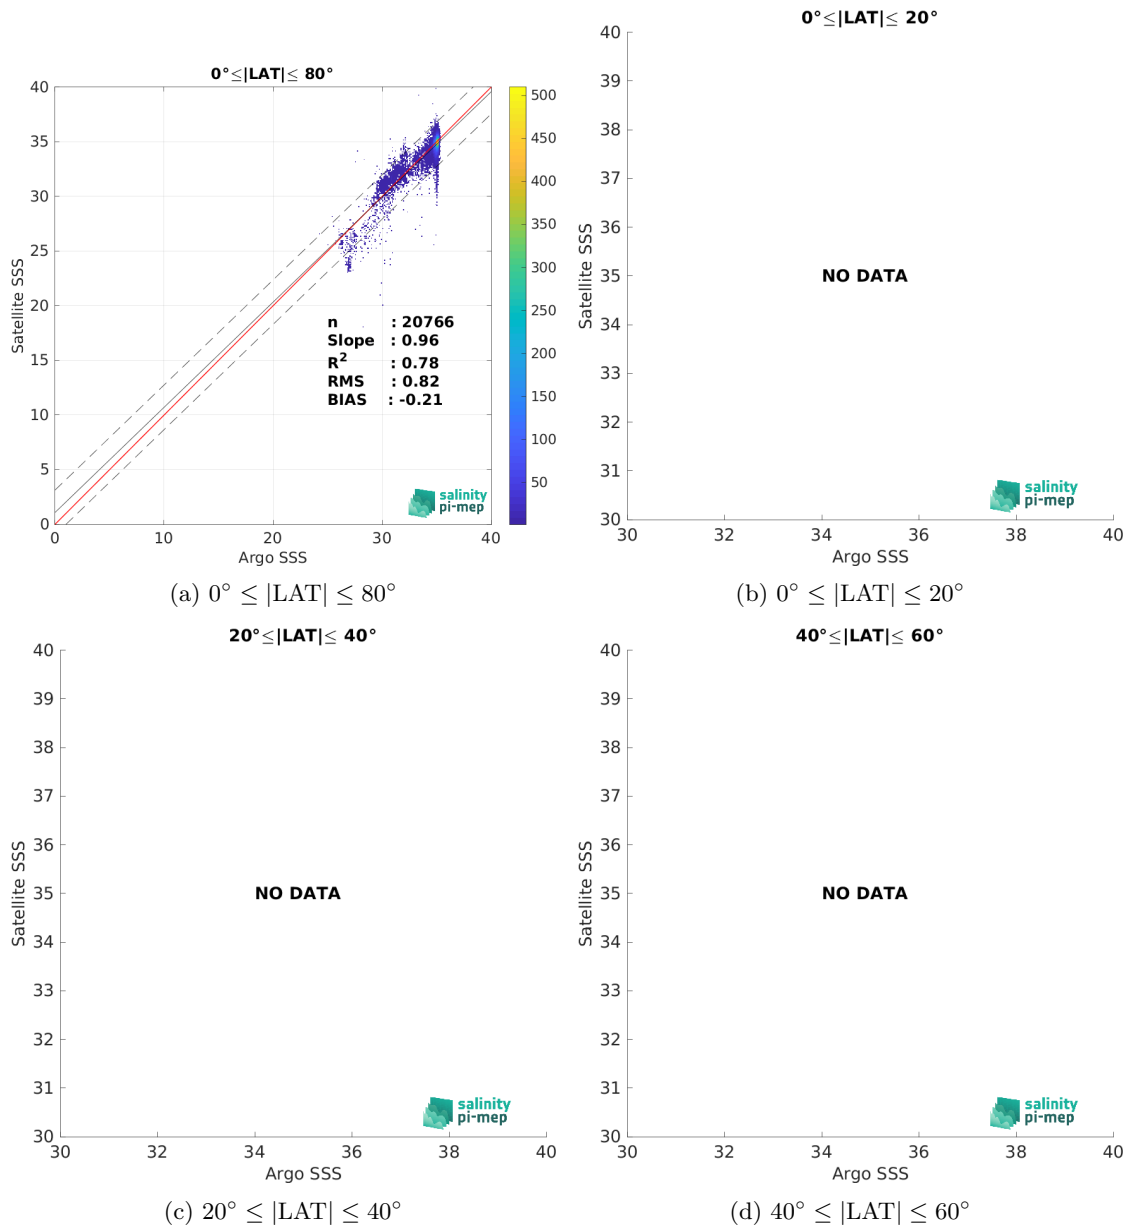 0°≤|LAT|≤ 80°
40
35
30
25
20
15
10
5
0
Satellite SSS
0
10
20
30
40
Argo SSS
500
450
400
350
300
250
200
150
100
50
n : 20766
Slope : 0.96
R² : 0.78
RMS : 0.82
BIAS : -0.21
salinity
pi-mep
(a) 0° ≤ |LAT| ≤ 80°
0°≤|LAT|≤ 20°
40
39
38
37
36
35
34
33
32
31
30
Satellite SSS
NO DATA
salinity
pi-mep
30
32
34
36
38
40
Argo SSS
(b) 0° ≤ |LAT| ≤ 20°
20°≤|LAT|≤ 40°
40
39
38
37
36
35
34
33
32
31
30
Satellite SSS
NO DATA
salinity
pi-mep
30
32
34
36
38
40
Argo SSS
(c) 20° ≤ |LAT| ≤ 40°
40°≤|LAT|≤ 60°
40
39
38
37
36
35
34
33
32
31
30
Satellite SSS
NO DATA
salinity
pi-mep
30
32
34
36
38
40
Argo SSS
(d) 40° ≤ |LAT| ≤ 60°